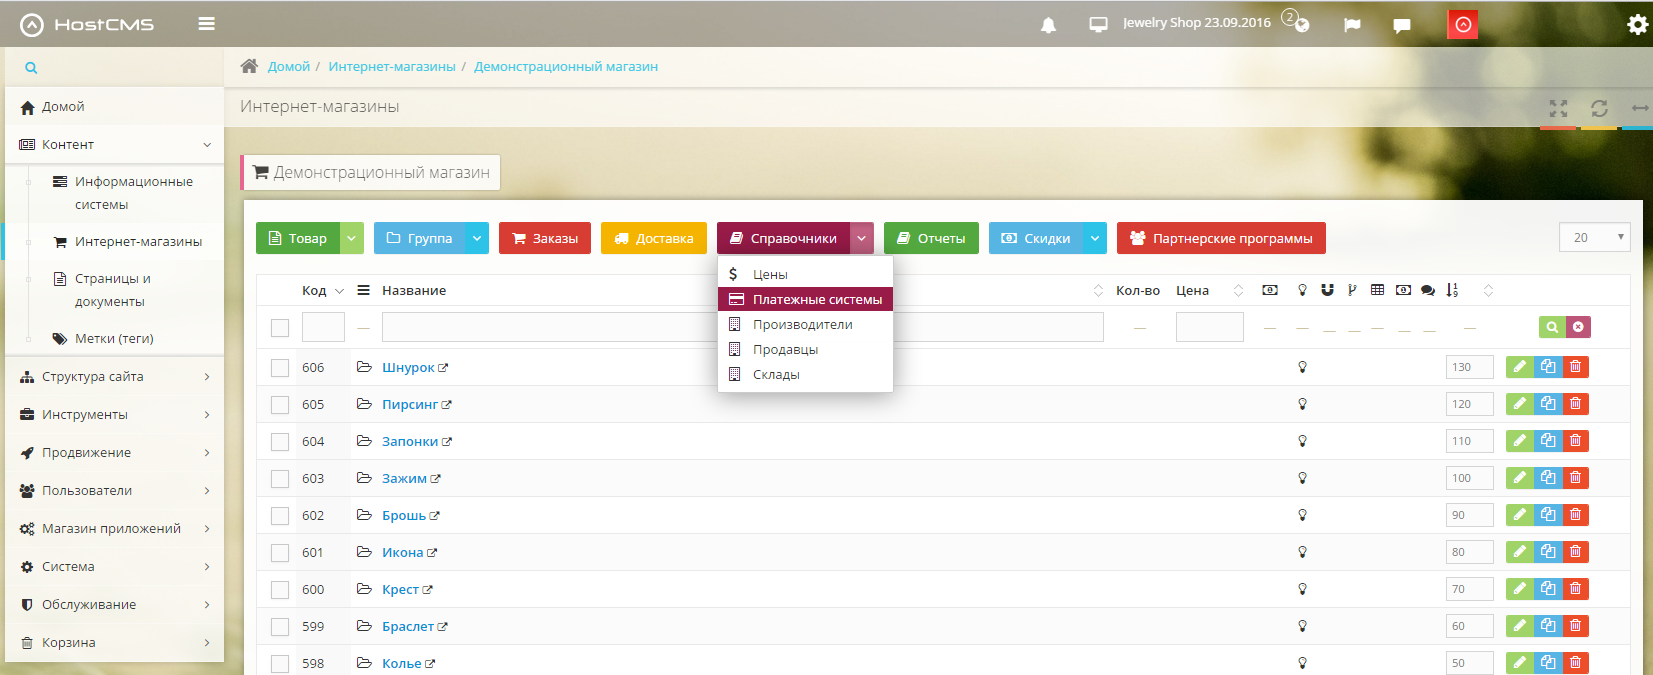 HostCMS
Jewelry Shop 23.09.2016
2
Домой / Интернет-магазины / Демонстрационный магазин
Интернет-магазины
Домой
Контент
Информационные
системы
Интернет-магазины
Страницы и
документы
Метки (теги)
Структура сайта
Инструменты
Продвижение
Пользователи
Магазин приложений
Система
Обслуживание
Корзина
Демонстрационный магазин
Товар Группа Заказы Доставка Справочники Отчеты Скидки Партнерские программы 20
Цены
Платежные системы
Производители
Продавцы
Склады
Код Название Кол-во Цена
606 Шнурок 130
605 Пирсинг 120
604 Запонки 110
603 Зажим 100
602 Брошь 90
601 Икона 80
600 Крест 70
599 Браслет 60
598 Колье 50